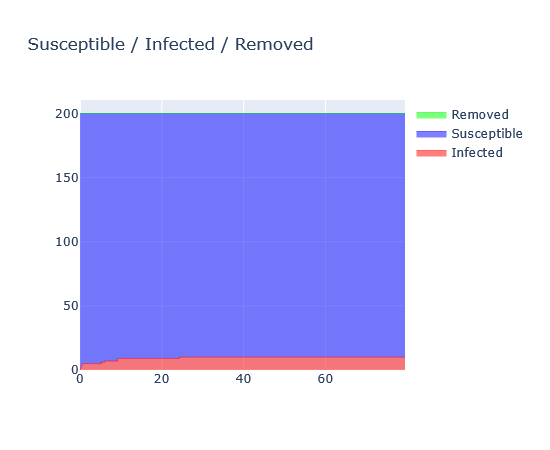 Susceptible / Infected / Removed
200
150
100
50
0
0 20 40 60
Removed
Susceptible
Infected